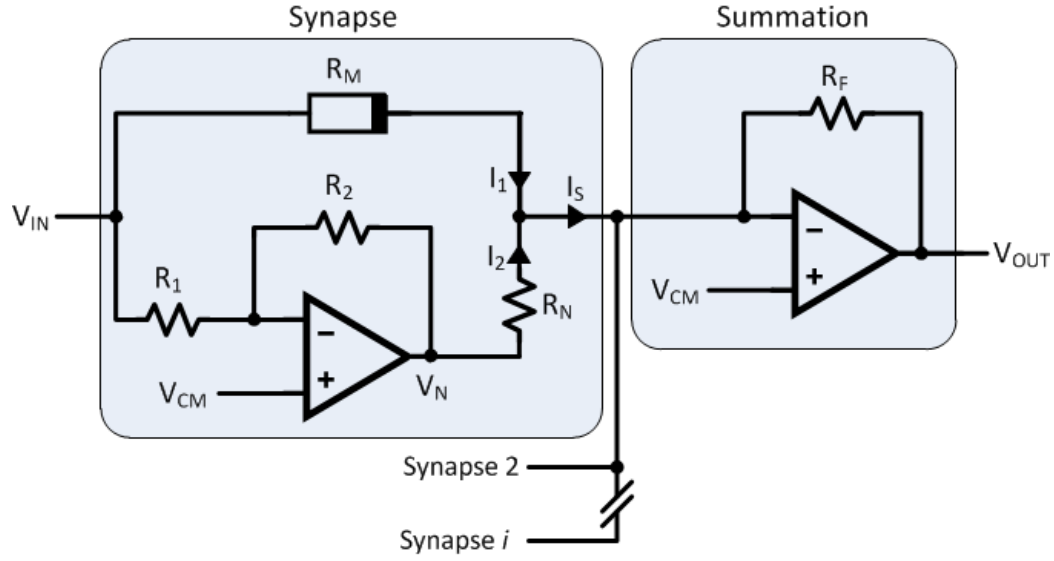 Synapse
Summation
R_M
R_F
I_1
I_S
R_2
V_IN
I_2
V_OUT
R_1
V_CM
R_N
−
+
−
+
V_CM
V_N
Synapse 2
Synapse i